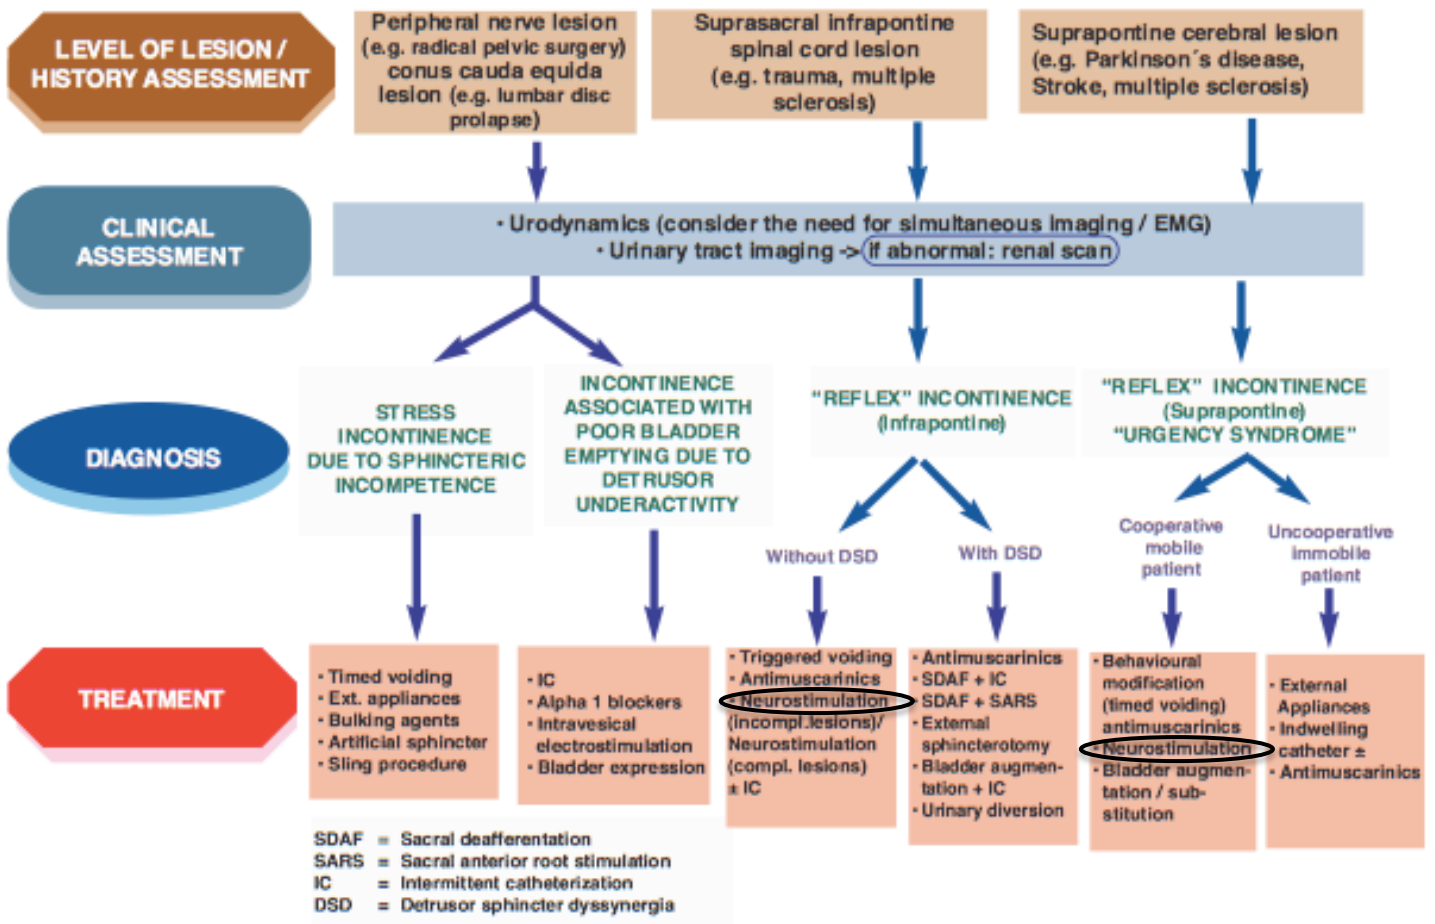 LEVEL OF LESION /
HISTORY ASSESSMENT
Peripheral nerve lesion
(e.g. radical pelvic surgery)
conus cauda equida
lesion (e.g. lumbar disc
prolapse)
Suprasacral infrapontine
spinal cord lesion
(e.g. trauma, multiple
sclerosis)
Suprapontine cerebral lesion
(e.g. Parkinson´s disease,
Stroke, multiple sclerosis)
CLINICAL
ASSESSMENT
• Urodynamics (consider the need for simultaneous imaging / EMG)
• Urinary tract imaging -> if abnormal: renal scan
DIAGNOSIS
STRESS
INCONTINENCE
DUE TO SPHINCTERIC
INCOMPETENCE
INCONTINENCE
ASSOCIATED WITH
POOR BLADDER
EMPTYING DUE TO
DETRUSOR
UNDERACTIVITY
“REFLEX” INCONTINENCE
(Infrapontine)
“REFLEX” INCONTINENCE
(Suprapontine)
“URGENCY SYNDROME”
Without DSD
With DSD
Cooperative
mobile
patient
Uncooperative
immobile
patient
TREATMENT
• Timed voiding
• Ext. appliances
• Bulking agents
• Artificial sphincter
• Sling procedure
• IC
• Alpha 1 blockers
• Intravesical
electrostimulation
• Bladder expression
• Triggered voiding
• Antimuscarinics
• Neurostimulation
(incompl.lesions)/
Neurostimulation
(compl. lesions)
± IC
• Antimuscarinics
• SDAF + IC
• SDAF + SARS
• External
sphincterotomy
• Bladder augmen-
tation + IC
• Urinary diversion
• Behavioural
modification
(timed voiding)
antimuscarinics
• Neurostimulation
• Bladder augmen-
tation / sub-
stitution
• External
Appliances
• Indwelling
catheter ±
• Antimuscarinics
SDAF = Sacral deafferentation
SARS = Sacral anterior root stimulation
IC = Intermittent catheterization
DSD = Detrusor sphincter dyssynergia